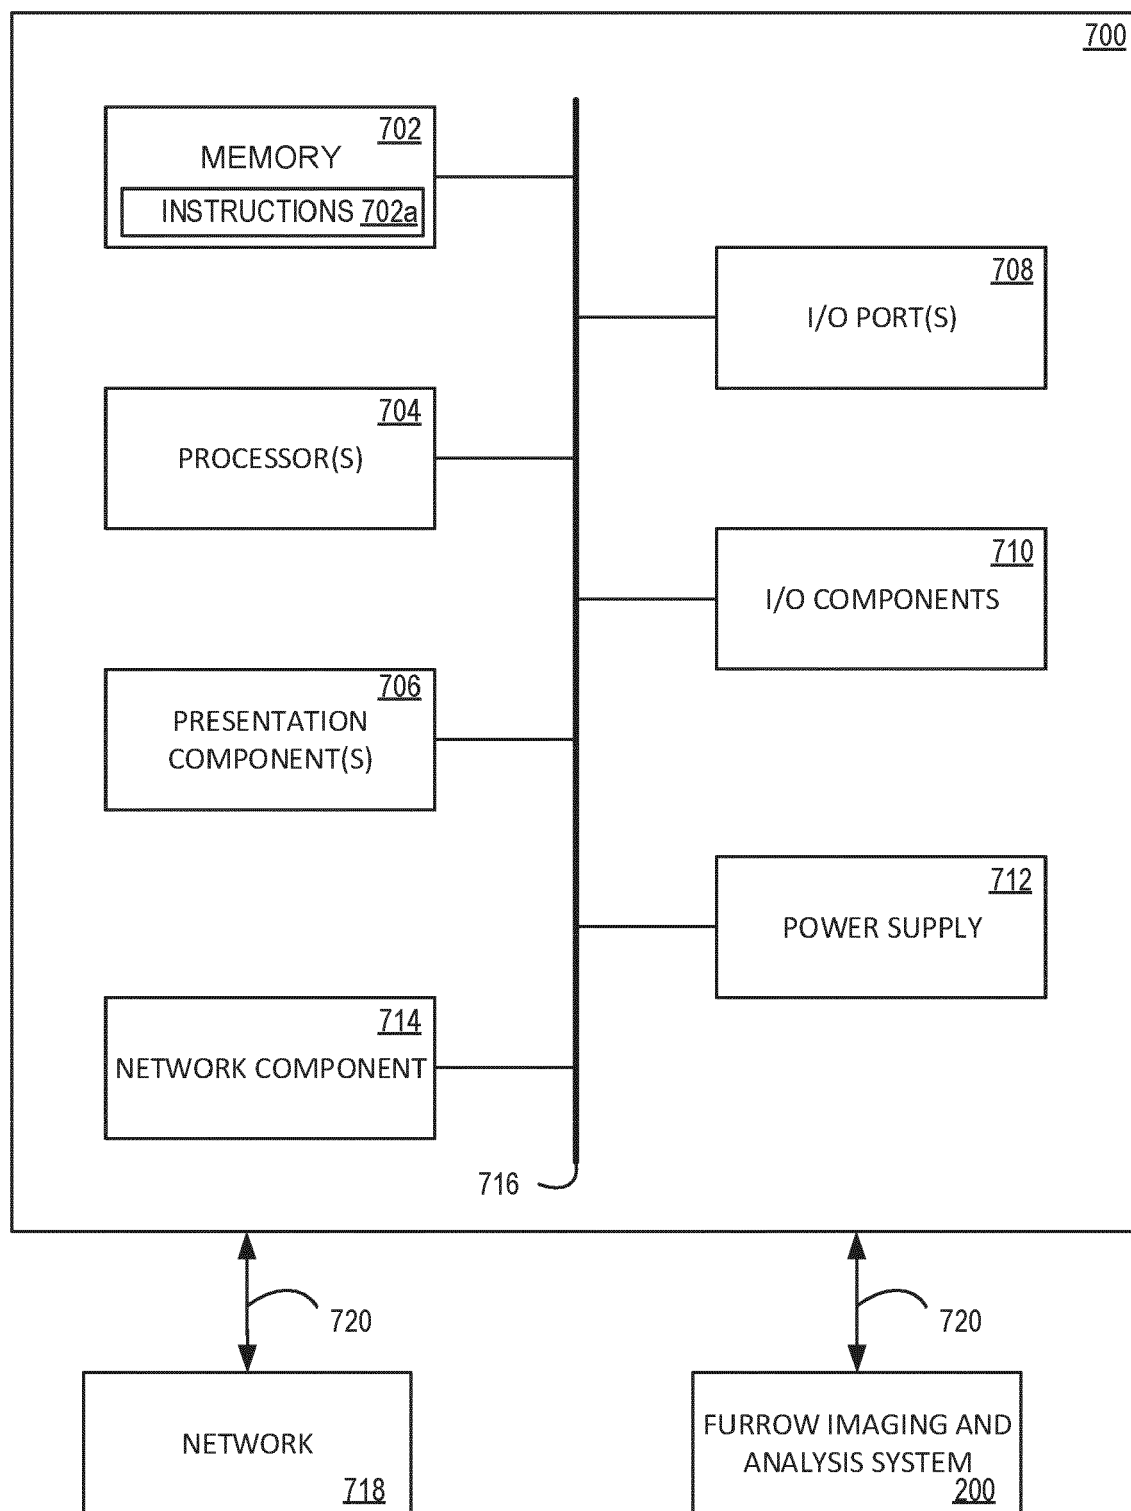 700
702
MEMORY
INSTRUCTIONS 702a
708
I/O PORT(S)
704
PROCESSOR(S)
710
I/O COMPONENTS
706
PRESENTATION
COMPONENT(S)
712
POWER SUPPLY
714
NETWORK COMPONENT
716
720
720
NETWORK
718
FURROW IMAGING AND
ANALYSIS SYSTEM
200